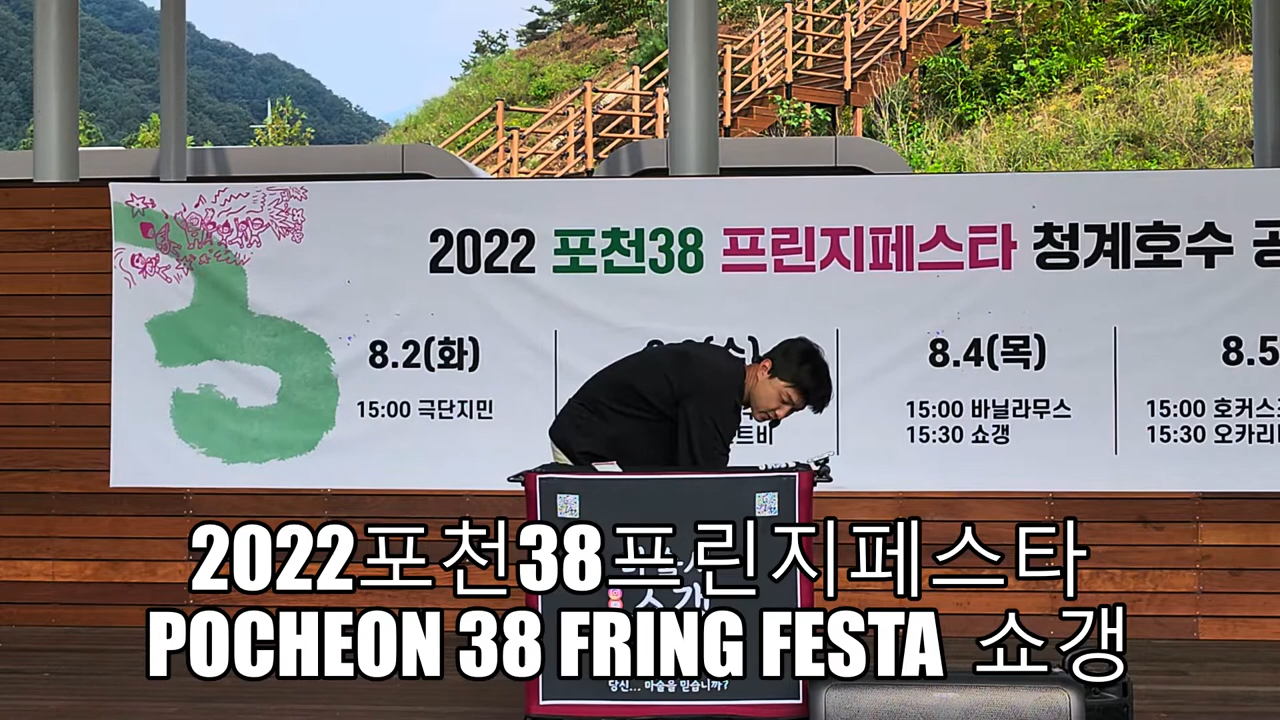 2022 포천38 프린지페스타 청계호수
8.2(화)
15:00 극단지민
8.4(목)
15:00 바닐라무스
15:30 쇼갱
8.5
15:00 호커스
15:30 오카리
2022포천38프린지페스타
POCHEON 38 FRING FESTA 쇼갱
당신... 마술을 믿습니까?